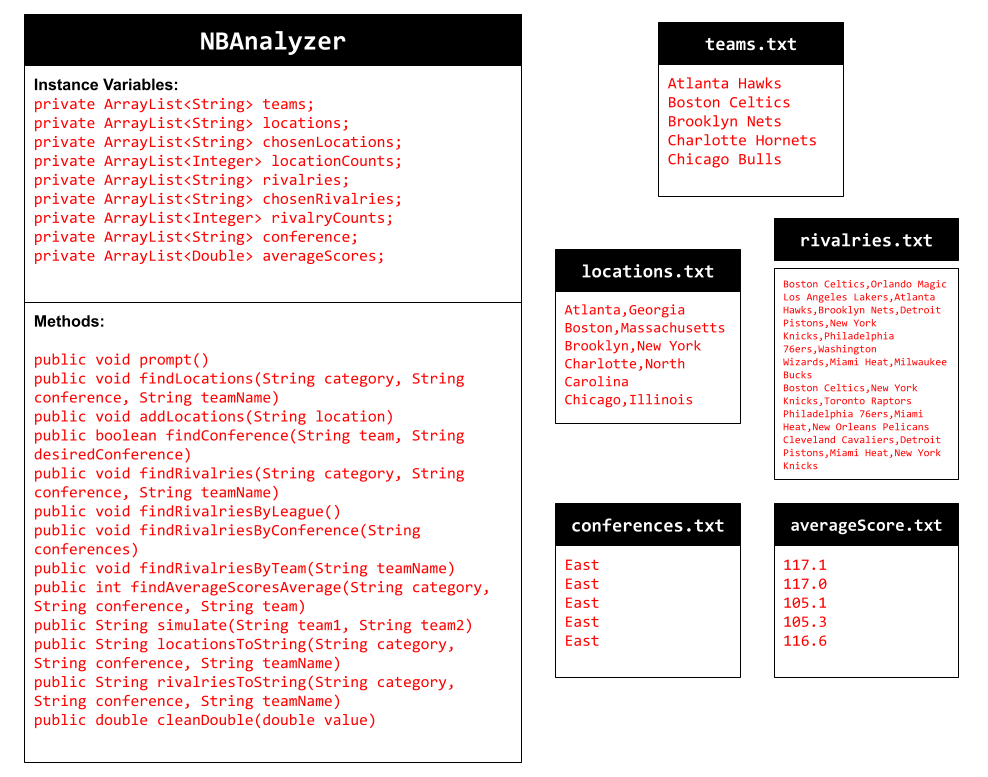 NBAnalyzer
Instance Variables:
private ArrayList<String> teams;
private ArrayList<String> locations;
private ArrayList<String> chosenLocations;
private ArrayList<Integer> locationCounts;
private ArrayList<String> rivalries;
private ArrayList<String> chosenRivalries;
private ArrayList<Integer> rivalryCounts;
private ArrayList<String> conference;
private ArrayList<Double> averageScores;
Methods:
public void prompt()
public void findLocations(String category, String
conference, String teamName)
public void addLocations(String location)
public boolean findConference(String team, String
desiredConference)
public void findRivalries(String category, String
conference, String teamName)
public void findRivalriesByLeague()
public void findRivalriesByConference(String
conferences)
public void findRivalriesByTeam(String teamName)
public int findAverageScoresAverage(String category,
String conference, String team)
public String simulate(String team1, String team2)
public String locationsToString(String category,
String conference, String teamName)
public String rivalriesToString(String category,
String conference, String teamName)
public double cleanDouble(double value)
teams.txt
Atlanta Hawks
Boston Celtics
Brooklyn Nets
Charlotte Hornets
Chicago Bulls
locations.txt
Atlanta,Georgia
Boston,Massachusetts
Brooklyn,New York
Charlotte,North
Carolina
Chicago,Illinois
rivalries.txt
Boston Celtics,Orlando Magic
Los Angeles Lakers,Atlanta
Hawks,Brooklyn Nets,Detroit
Pistons,New York
Knicks,Philadelphia
76ers,Washington
Wizards,Miami Heat,Milwaukee
Bucks
Boston Celtics,New York
Knicks,Toronto Raptors
Philadelphia 76ers,Miami
Heat,New Orleans Pelicans
Cleveland Cavaliers,Detroit
Pistons,Miami Heat,New York
Knicks
conferences.txt
East
East
East
East
East
averageScore.txt
117.1
117.0
105.1
105.3
116.6